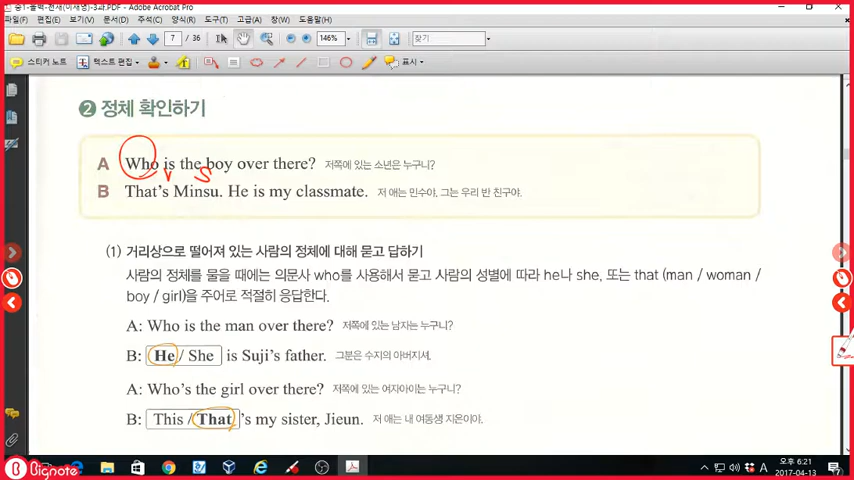 중1-블랙-천재(이재영)-3과.PDF - Adobe Acrobat Pro
파일(F) 편집(E) 보기(V) 문서(D) 주석(C) 양식(R) 도구(T) 고급(A) 창(W) 도움말(H)
7 / 36 146% 찾기
스티커 노트 텍스트 편집 표시
2 정체 확인하기
A Who is the boy over there? 저쪽에 있는 소년은 누구니?
V S
B That's Minsu. He is my classmate. 저 애는 민수야, 그는 우리 반 친구야.
(1) 거리상으로 떨어져 있는 사람의 정체에 대해 묻고 답하기
사람의 정체를 물을 때에는 의문사 who를 사용해서 묻고 사람의 성별에 따라 he나 she, 또는 that (man / woman /
boy / girl)을 주어로 적절히 응답한다.
A: Who is the man over there? 저쪽에 있는 남자는 누구니?
B: He / She is Suji's father. 그분은 수지의 아버지셔.
A: Who's the girl over there? 저쪽에 있는 여자아이는 누구니?
B: This / That 's my sister, Jieun. 저 애는 내 여동생 지은이야.
Bignote
A 오후 6:21
2017-04-13